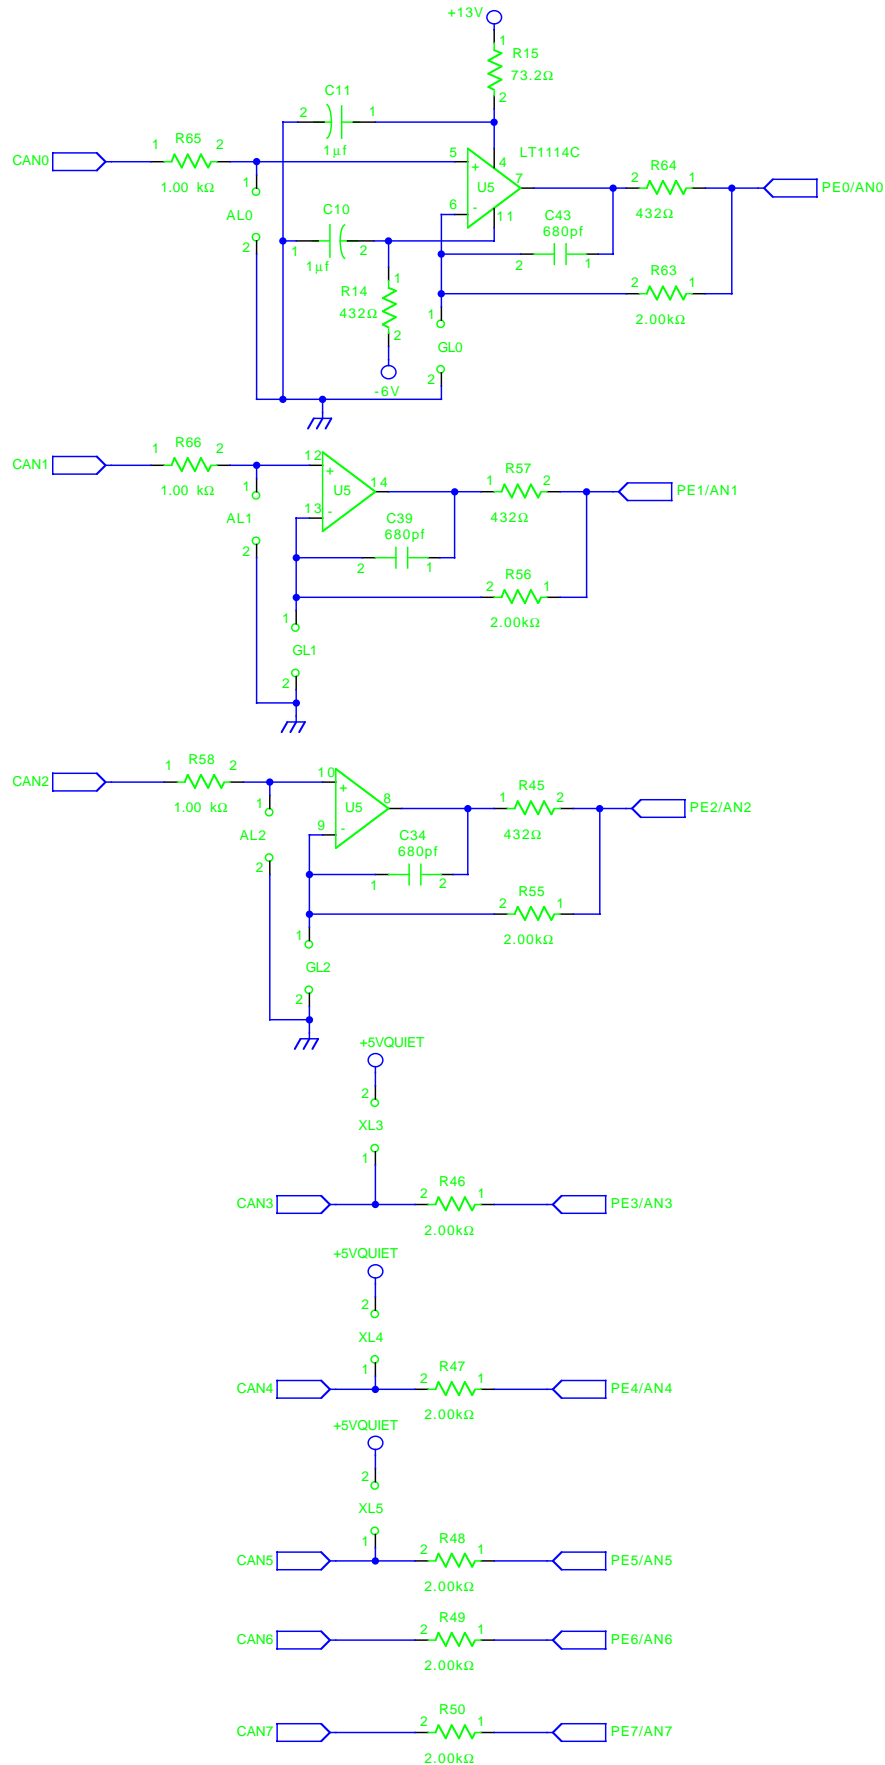 +13V
1
R15
73.2Ω
2
C11
2
1
1µf
R65
1
2
CAN0
1.00 kΩ
LT1114C
5
+
4
U5
7
6
-
11
1
AL0
2
C10
1
2
1µf
R64
2
1
432Ω
PE0/AN0
C43
680pf
2
1
R63
2.00kΩ
1
R14
432Ω
2
-6V
1
GL0
2
R66
1
2
CAN1
1.00 kΩ
12
+
U5
14
13
-
1
AL1
2
R57
1
2
432Ω
PE1/AN1
C39
680pf
2
1
R56
2
1
2.00kΩ
1
GL1
2
R58
1
2
CAN2
1.00 kΩ
10
+
U5
8
9
-
1
AL2
2
R45
1
2
432Ω
PE2/AN2
C34
680pf
1
2
R55
2
1
2.00kΩ
1
GL2
2
+5VQUIET
2
XL3
1
CAN3
R46
2
1
2.00kΩ
PE3/AN3
+5VQUIET
2
XL4
1
CAN4
R47
2
1
2.00kΩ
PE4/AN4
+5VQUIET
2
XL5
1
CAN5
R48
2
1
2.00kΩ
PE5/AN5
CAN6
R49
2
1
2.00kΩ
PE6/AN6
CAN7
R50
2
1
2.00kΩ
PE7/AN7